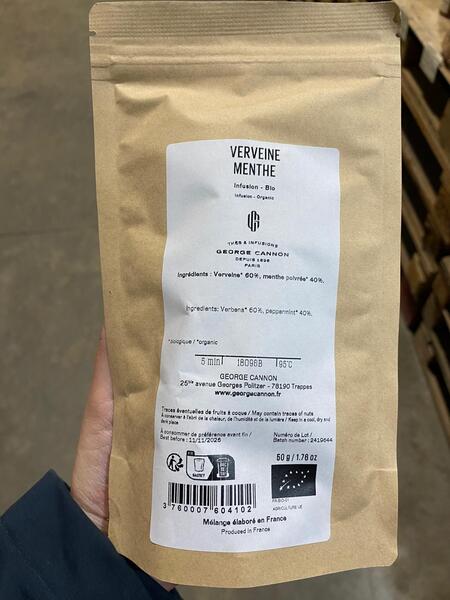 VERVEINE
MENTHE
Infusion - Bio
Infusion - Organic
THÉS & INFUSIONS
GEORGE CANNON
DEPUIS 1898
PARIS
Ingrédients : Verveine* 60%, menthe poivrée* 40%.
Ingredients: Verbena* 60%, peppermint* 40%.
*biologique / *organic
5 min 18096B 95°C
GEORGE CANNON
25bis avenue Georges Politzer - 78190 Trappes
www.georgecannon.fr
Traces éventuelles de fruits à coque / May contain traces of nuts
A conserver à l'abri de la chaleur, de l'humidité et de la lumière / Keep in a cool, dry and
dark place
À consommer de préférence avant fin /
Best before : 11/11/2026
Numéro de Lot /
Batch number : 2419644
50 g / 1.76 oz
FR-BIO-01
AGRICULTURE UE
3 760007 604102
Mélange élaboré en France
Produced in France